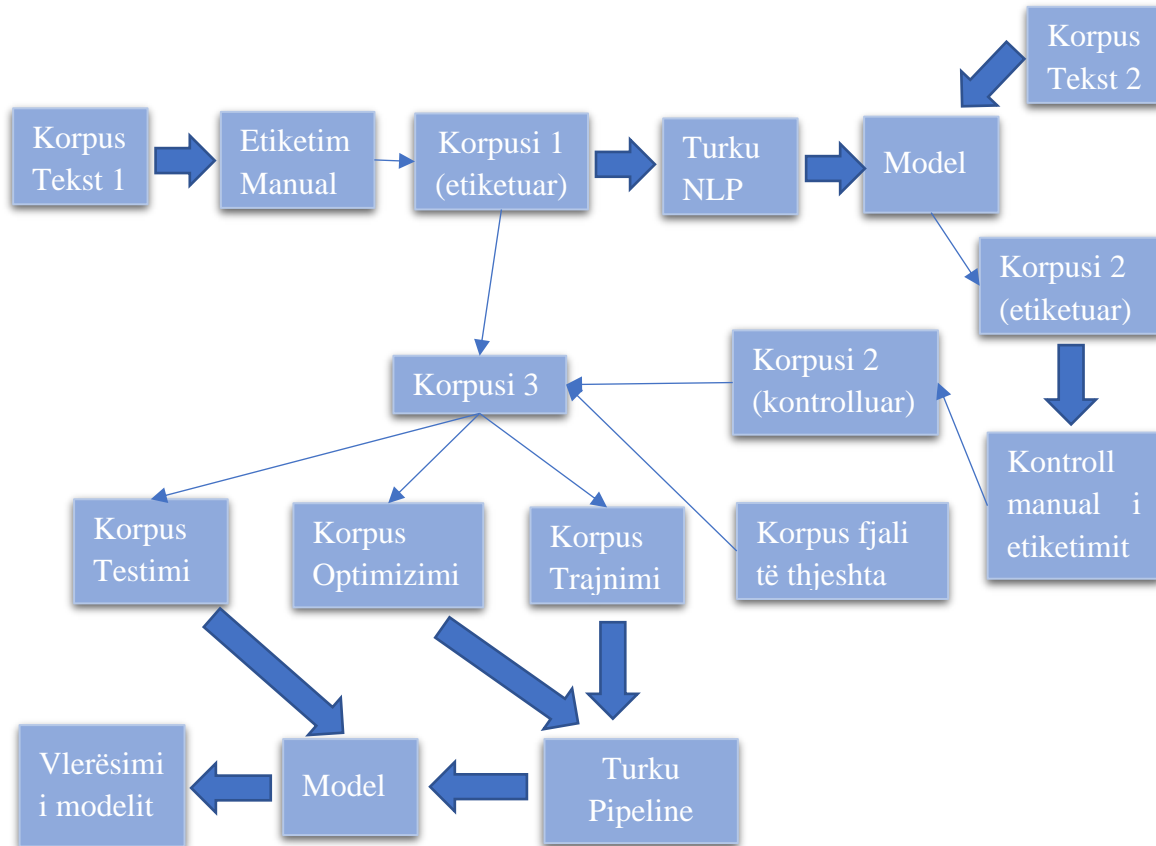 Korpus
Tekst 2
Korpus
Tekst 1
Etiketim
Manual
Korpusi 1
(etiketuar)
Turku
NLP
Model
Korpusi 2
(etiketuar)
Korpusi 3
Korpusi 2
(kontrolluar)
Kontroll
manual i
etiketimit
Korpus
Testimi
Korpus
Optimizimi
Korpus
Trajnimi
Korpus fjali
të thjeshta
Vlerësimi
i modelit
Model
Turku
Pipeline